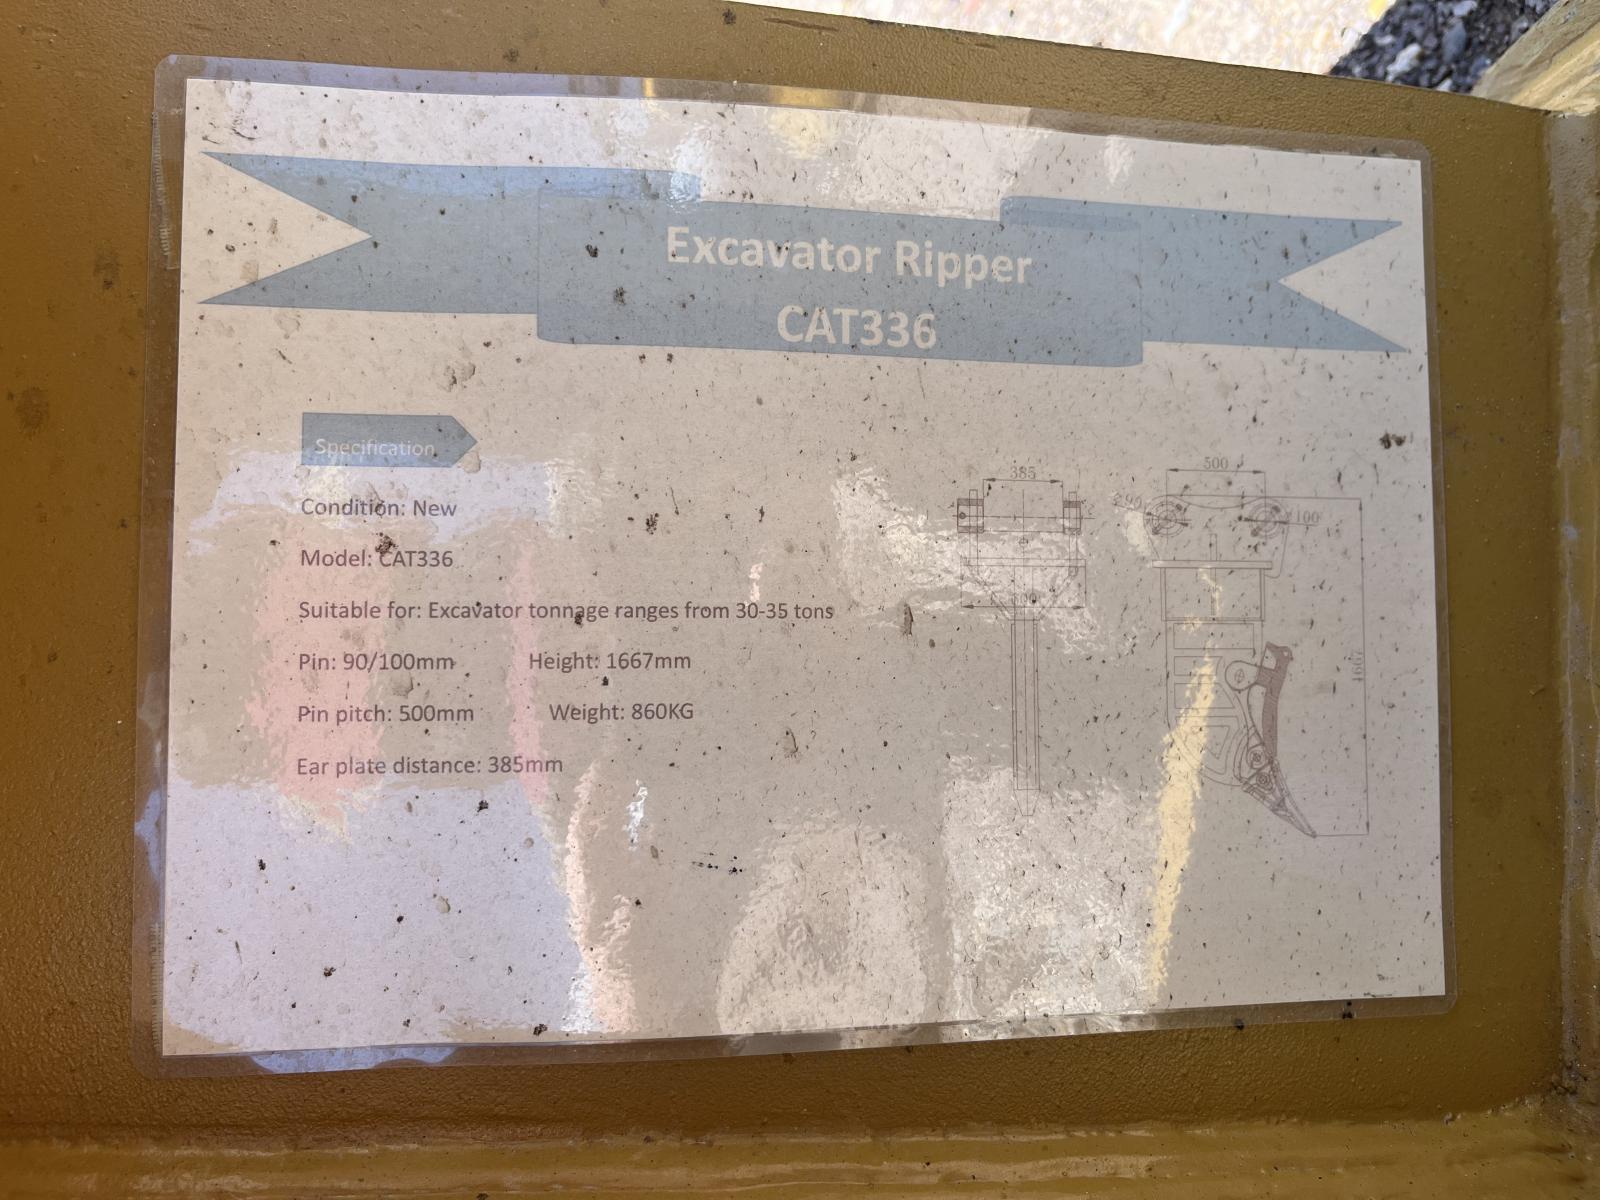 Excavator Ripper
CAT336
Specification
Condition: New
Model: CAT336
Suitable for: Excavator tonnage ranges from 30-35 tons
Pin: 90/100mm Height: 1667mm
Pin pitch: 500mm Weight: 860KG
Ear plate distance: 385mm
385
500
100
1667